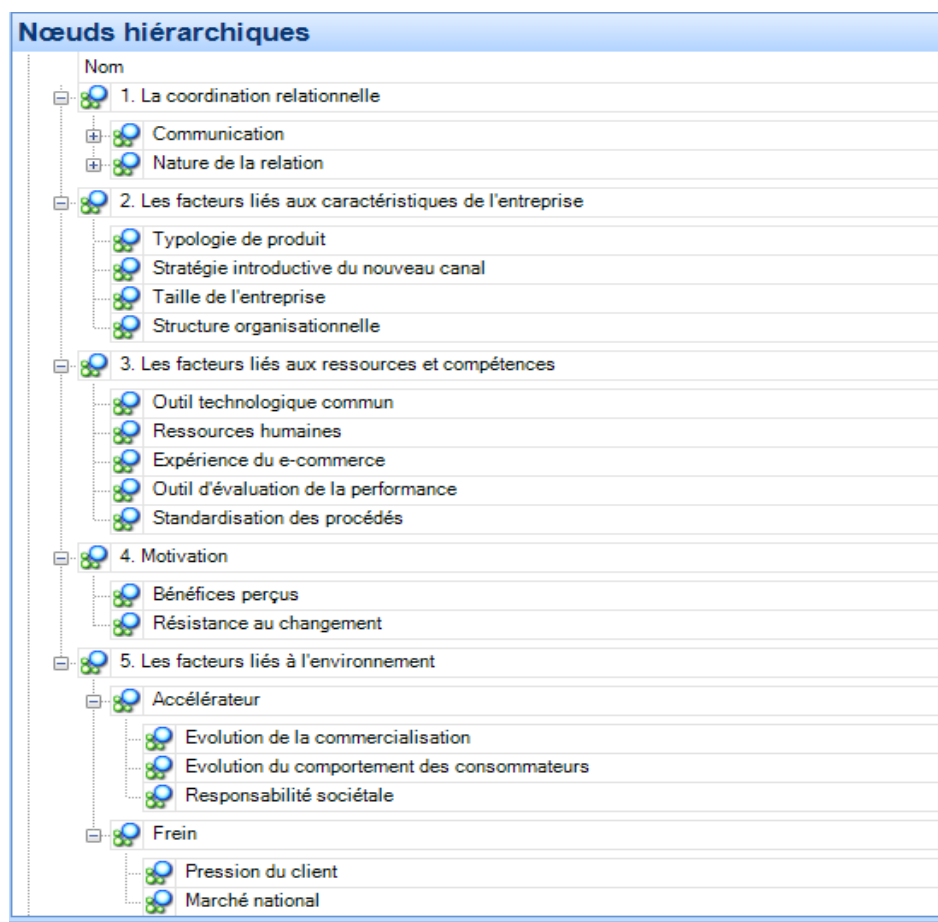 Nœuds hiérarchiques
Nom
1. La coordination relationnelle
Communication
Nature de la relation
2. Les facteurs liés aux caractéristiques de l'entreprise
Typologie de produit
Stratégie introductive du nouveau canal
Taille de l'entreprise
Structure organisationnelle
3. Les facteurs liés aux ressources et compétences
Outil technologique commun
Ressources humaines
Expérience du e-commerce
Outil d'évaluation de la performance
Standardisation des procédés
4. Motivation
Bénéfices perçus
Résistance au changement
5. Les facteurs liés à l'environnement
Accélérateur
Evolution de la commercialisation
Evolution du comportement des consommateurs
Responsabilité sociétale
Frein
Pression du client
Marché national